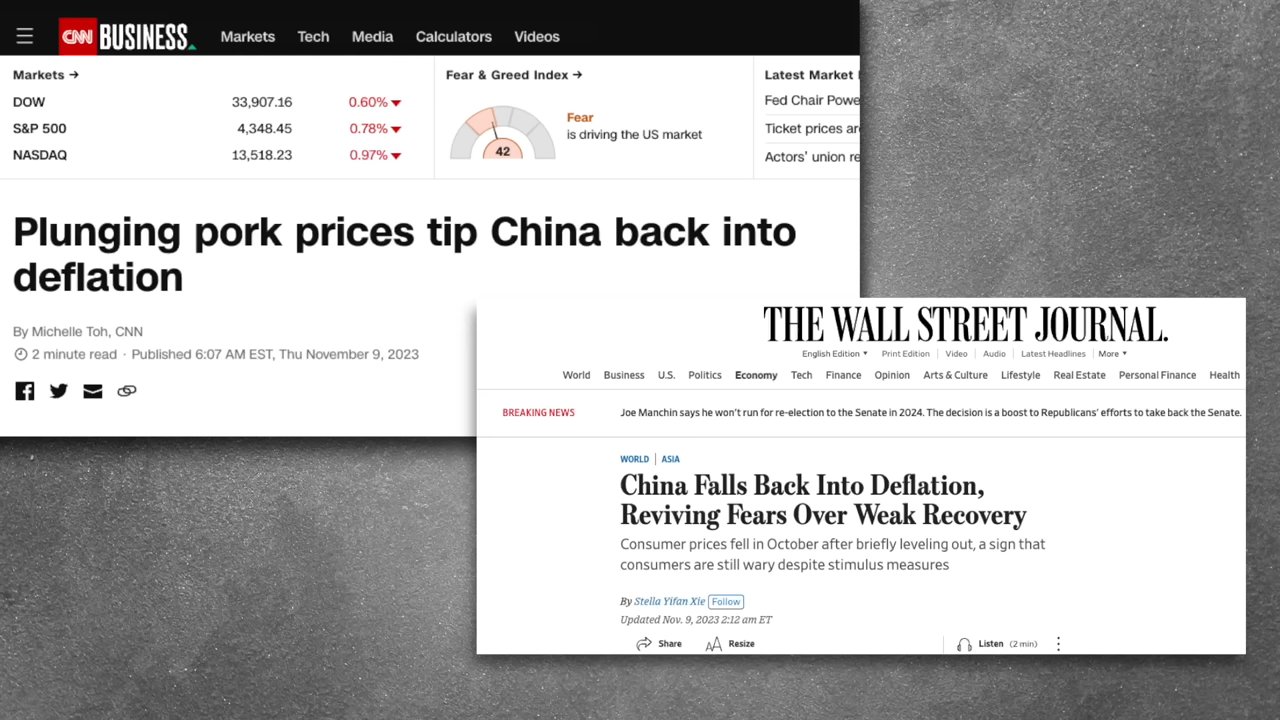 CNN BUSINESS Markets Tech Media Calculators Videos
Markets →
DOW 33,907.16 0.60%
S&P 500 4,348.45 0.78%
NASDAQ 13,518.23 0.97%
Fear & Greed Index →
42
Fear
is driving the US market
Latest Market
Fed Chair Powe
Ticket prices are
Actors' union re
Plunging pork prices tip China back into
deflation
By Michelle Toh, CNN
2 minute read · Published 6:07 AM EST, Thu November 9, 2023
THE WALL STREET JOURNAL.
English Edition Print Edition Video Audio Latest Headlines More
World Business U.S. Politics Economy Tech Finance Opinion Arts & Culture Lifestyle Real Estate Personal Finance Health
BREAKING NEWS Joe Manchin says he won't run for re-election to the Senate in 2024. The decision is a boost to Republicans' efforts to take back the Senate.
WORLD ASIA
China Falls Back Into Deflation,
Reviving Fears Over Weak Recovery
Consumer prices fell in October after briefly leveling out, a sign that
consumers are still wary despite stimulus measures
By Stella Yifan Xie Follow
Updated Nov. 9, 2023 2:12 am ET
Share AA Resize Listen (2 min)